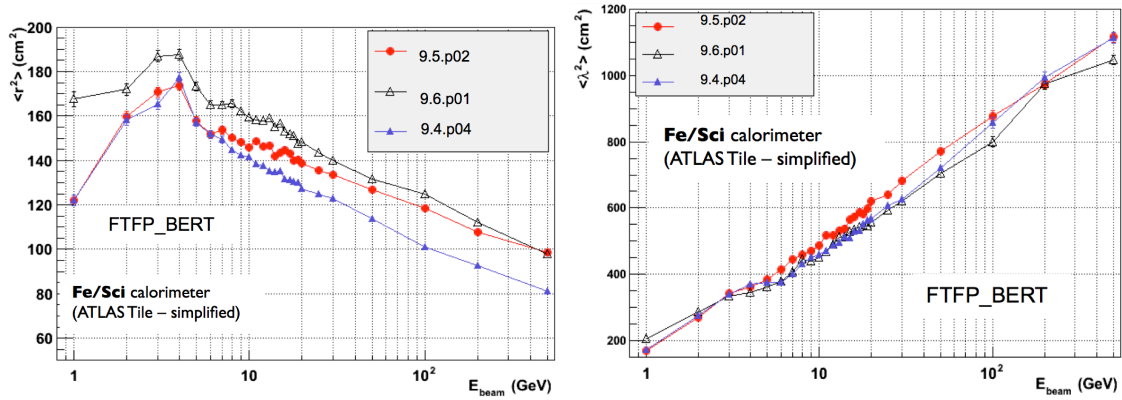 <r²> (cm²)
200
180
160
140
120
100
80
60
9.5.p02
9.6.p01
9.4.p04
FTFP_BERT
Fe/Sci calorimeter
(ATLAS Tile – simplified)
1
10
10²
E_beam (GeV)
<λ²> (cm²)
1200
1000
800
600
400
200
9.5.p02
9.6.p01
9.4.p04
Fe/Sci calorimeter
(ATLAS Tile – simplified)
FTFP_BERT
1
10
10²
E_beam (GeV)